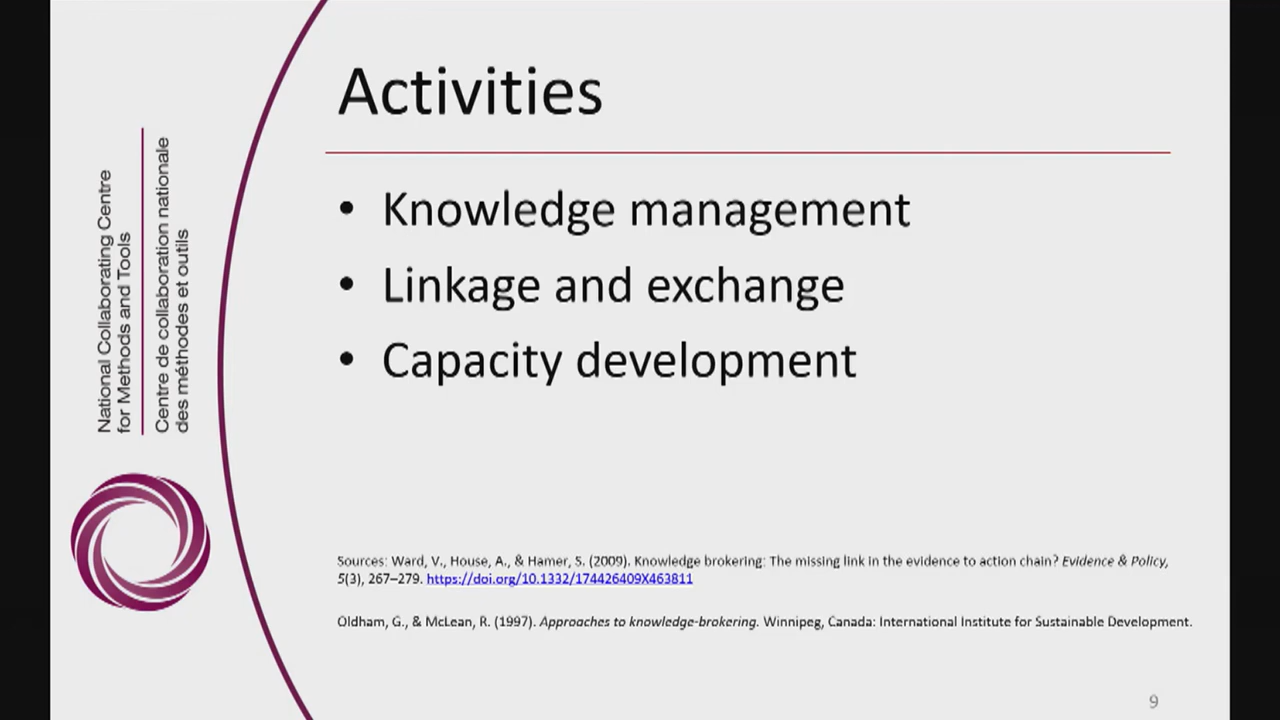 National Collaborating Centre
for Methods and Tools
Centre de collaboration nationale
des méthodes et outils
Activities
• Knowledge management
• Linkage and exchange
• Capacity development
Sources: Ward, V., House, A., & Hamer, S. (2009). Knowledge brokering: The missing link in the evidence to action chain? Evidence & Policy,
5(3), 267–279. https://doi.org/10.1332/174426409X463811
Oldham, G., & McLean, R. (1997). Approaches to knowledge-brokering. Winnipeg, Canada: International Institute for Sustainable Development.
9